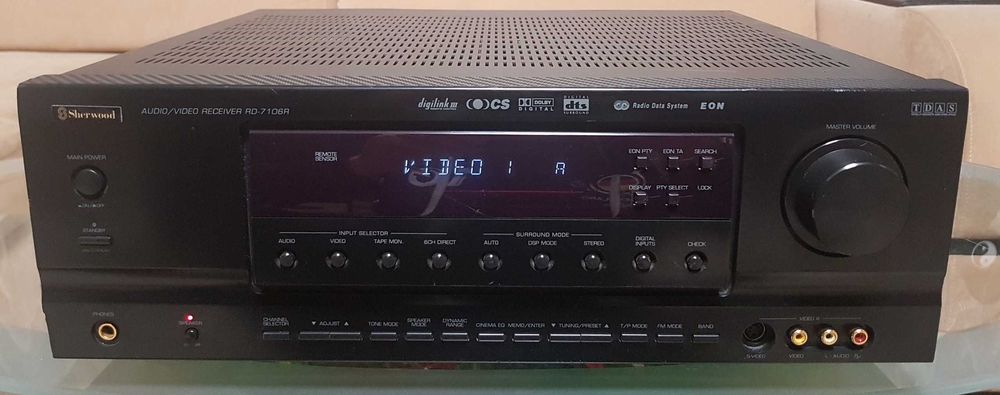 Sherwood
AUDIO/VIDEO RECEIVER RD-7106R
digilink III
CS
DOLBY
DIGITAL
DIGITAL
dts
SURROUND
Radio Data System
EON
TDAS
MASTER VOLUME
MAIN POWER
ON / OFF
STANDBY
REMOTE
SENSOR
VIDEO 1 A
EON PTY EON TA SEARCH
DISPLAY PTY SELECT LOCK
INPUT SELECTOR SURROUND MODE
AUDIO VIDEO TAPE MON. 6CH DIRECT AUTO DSP MODE STEREO DIGITAL INPUTS CHECK
PHONES
SPEAKER
CHANNEL SELECTOR ▼ ADJUST ▲ TONE MODE SPEAKER MODE DYNAMIC RANGE CINEMA EQ MEMO/ENTER ▼ TUNING/PRESET ▲ T/P MODE FM MODE BAND
VIDEO 4
S-VIDEO VIDEO L - AUDIO - R